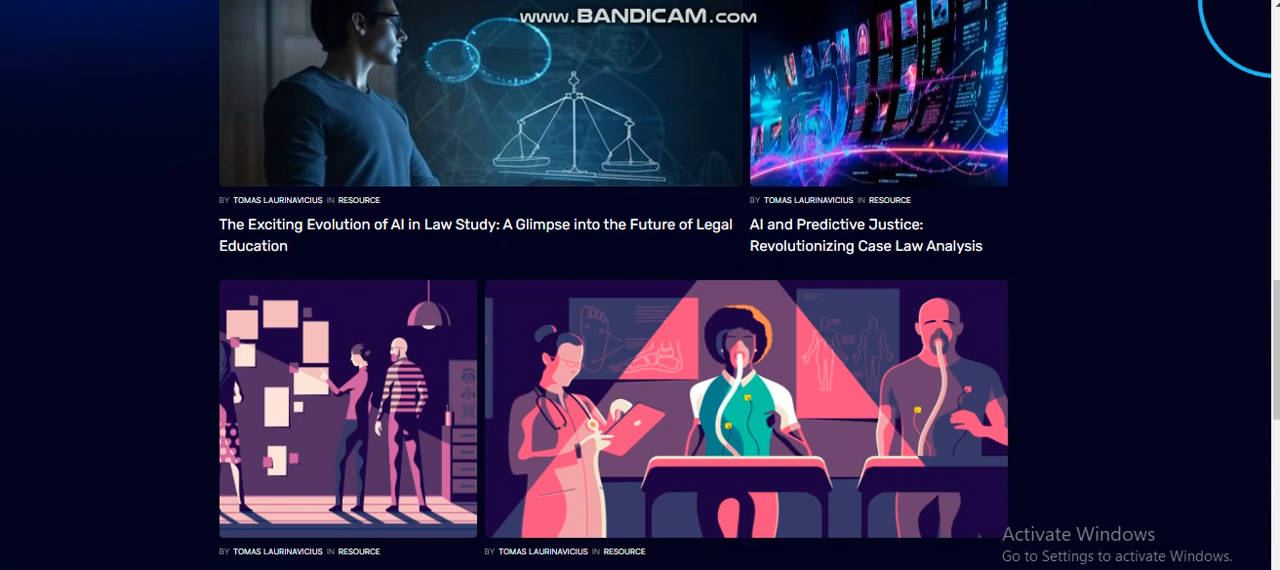 www.BANDICAM.com
BY TOMAS LAURINAVICIUS IN RESOURCE
The Exciting Evolution of AI in Law Study: A Glimpse into the Future of Legal
Education
BY TOMAS LAURINAVICIUS IN RESOURCE
AI and Predictive Justice:
Revolutionizing Case Law Analysis
BY TOMAS LAURINAVICIUS IN RESOURCE
BY TOMAS LAURINAVICIUS IN RESOURCE
Activate Windows
Go to Settings to activate Windows.